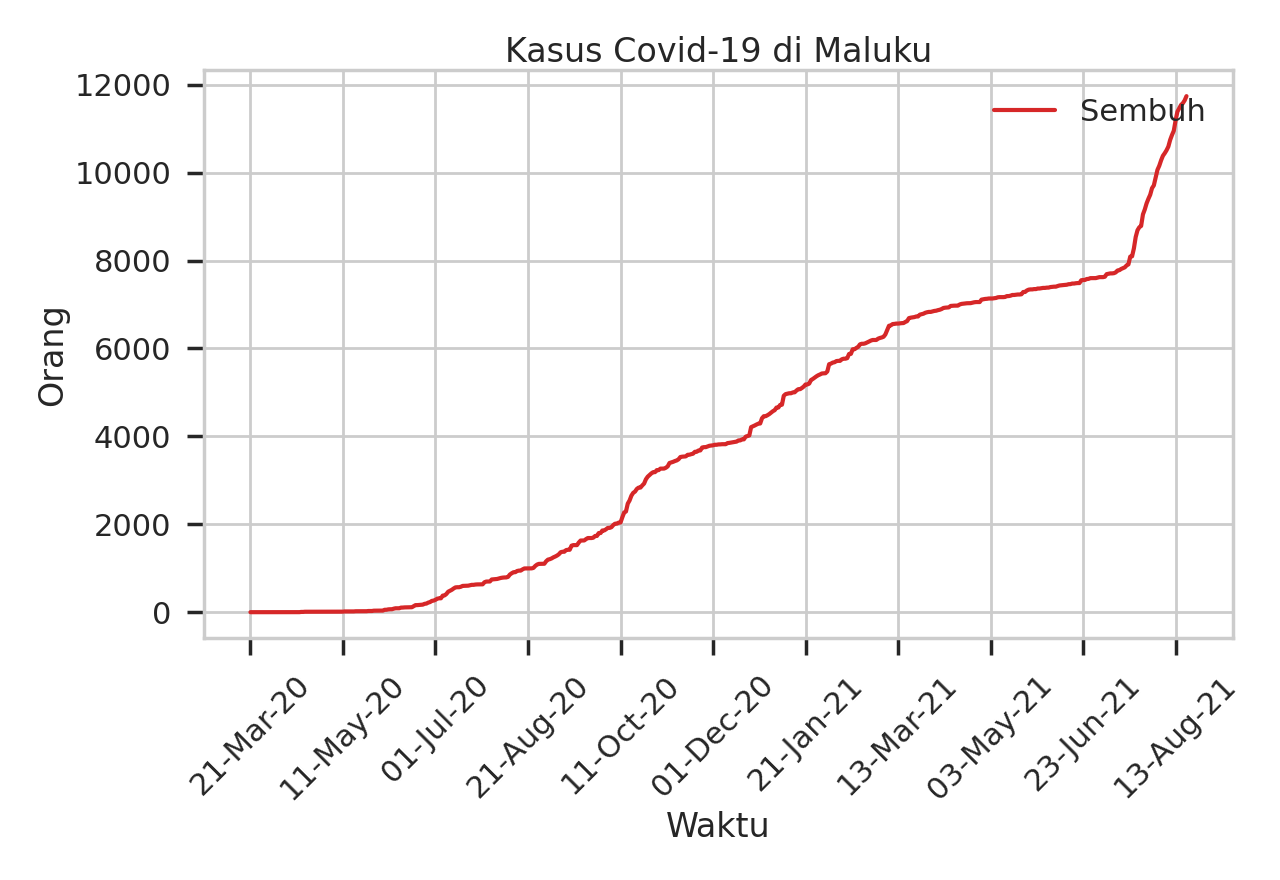 Kasus Covid-19 di Maluku
12000
10000
8000
6000
4000
2000
0
Orang
Sembuh
21-Mar-20
11-May-20
01-Jul-20
21-Aug-20
11-Oct-20
01-Dec-20
21-Jan-21
13-Mar-21
03-May-21
23-Jun-21
13-Aug-21
Waktu